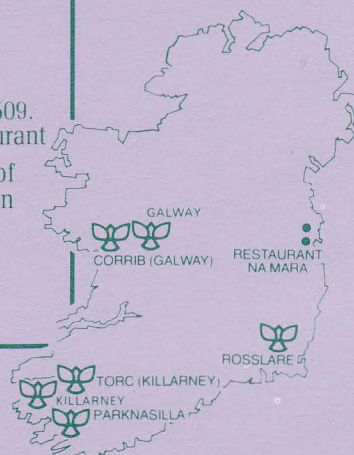 509.
urant
of
n
GALWAY
CORRIB (GALWAY)
RESTAURANT
NA MARA
ROSSLARE
TORC (KILLARNEY)
KILLARNEY
PARKNASILLA